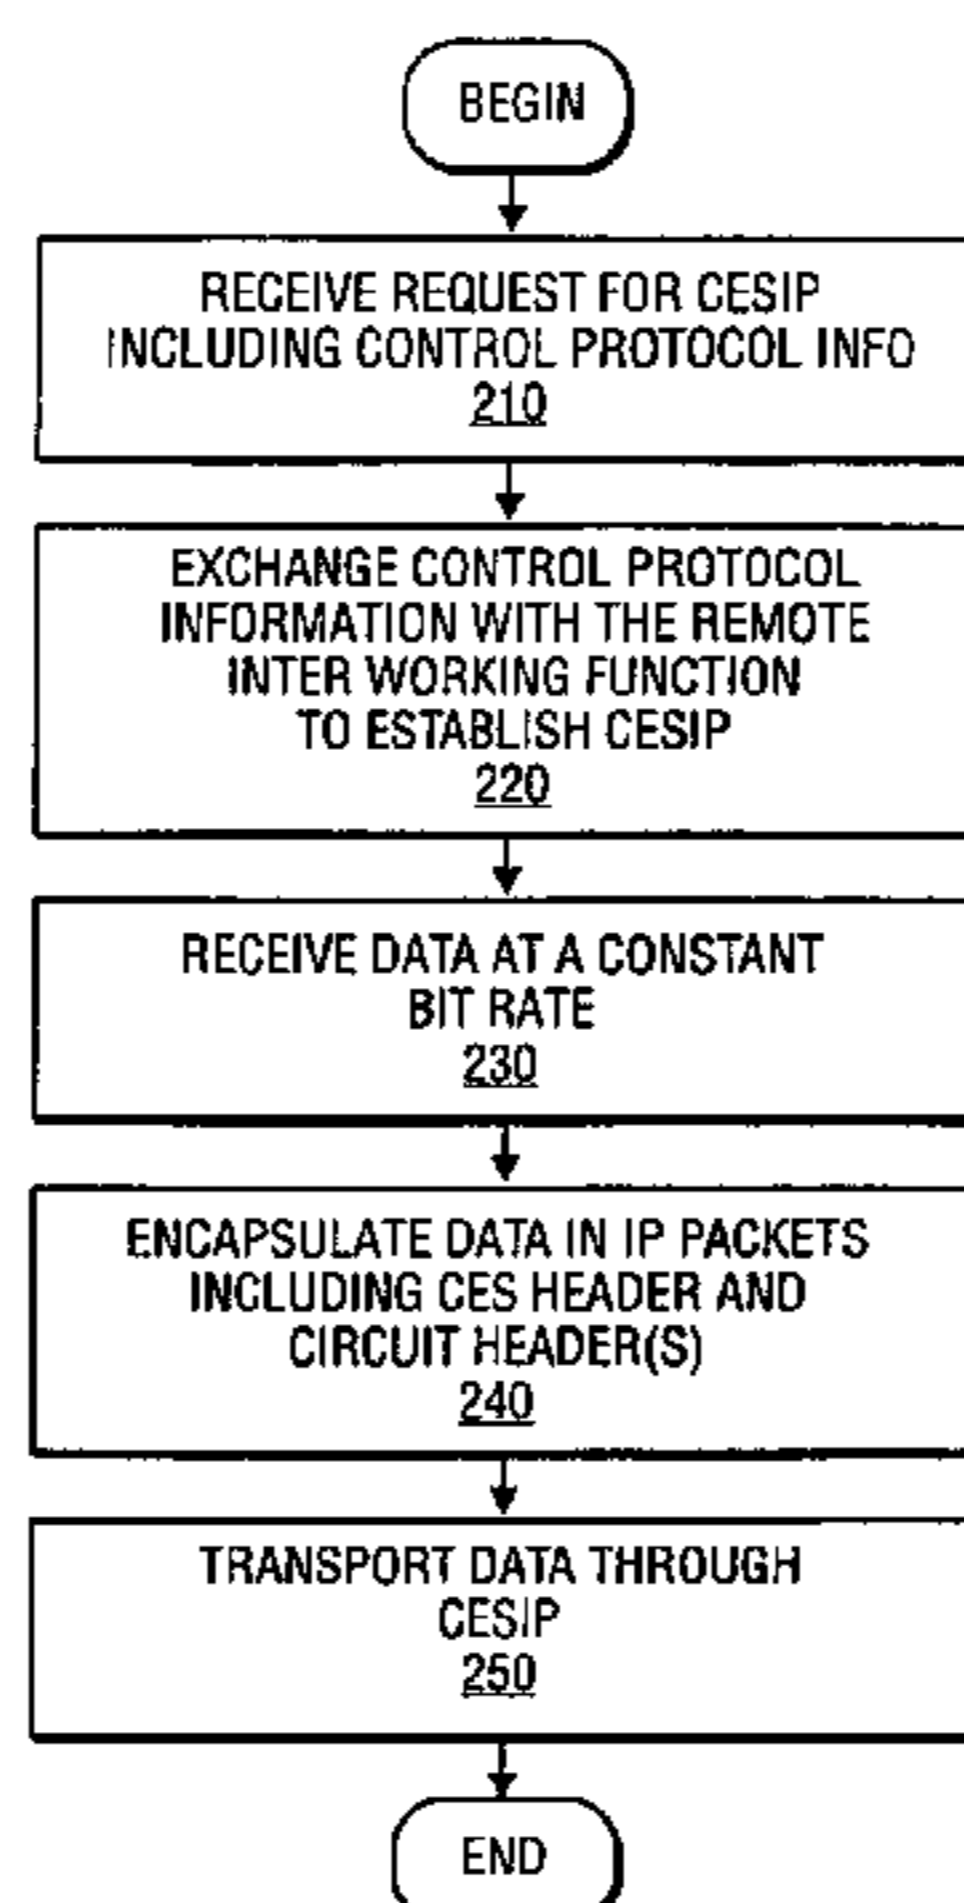 BEGIN
RECEIVE REQUEST FOR CESIP
INCLUDING CONTROL PROTOCOL INFO
210
EXCHANGE CONTROL PROTOCOL
INFORMATION WITH THE REMOTE
INTER WORKING FUNCTION
TO ESTABLISH CESIP
220
RECEIVE DATA AT A CONSTANT
BIT RATE
230
ENCAPSULATE DATA IN IP PACKETS
INCLUDING CES HEADER AND
CIRCUIT HEADER(S)
240
TRANSPORT DATA THROUGH
CESIP
250
END